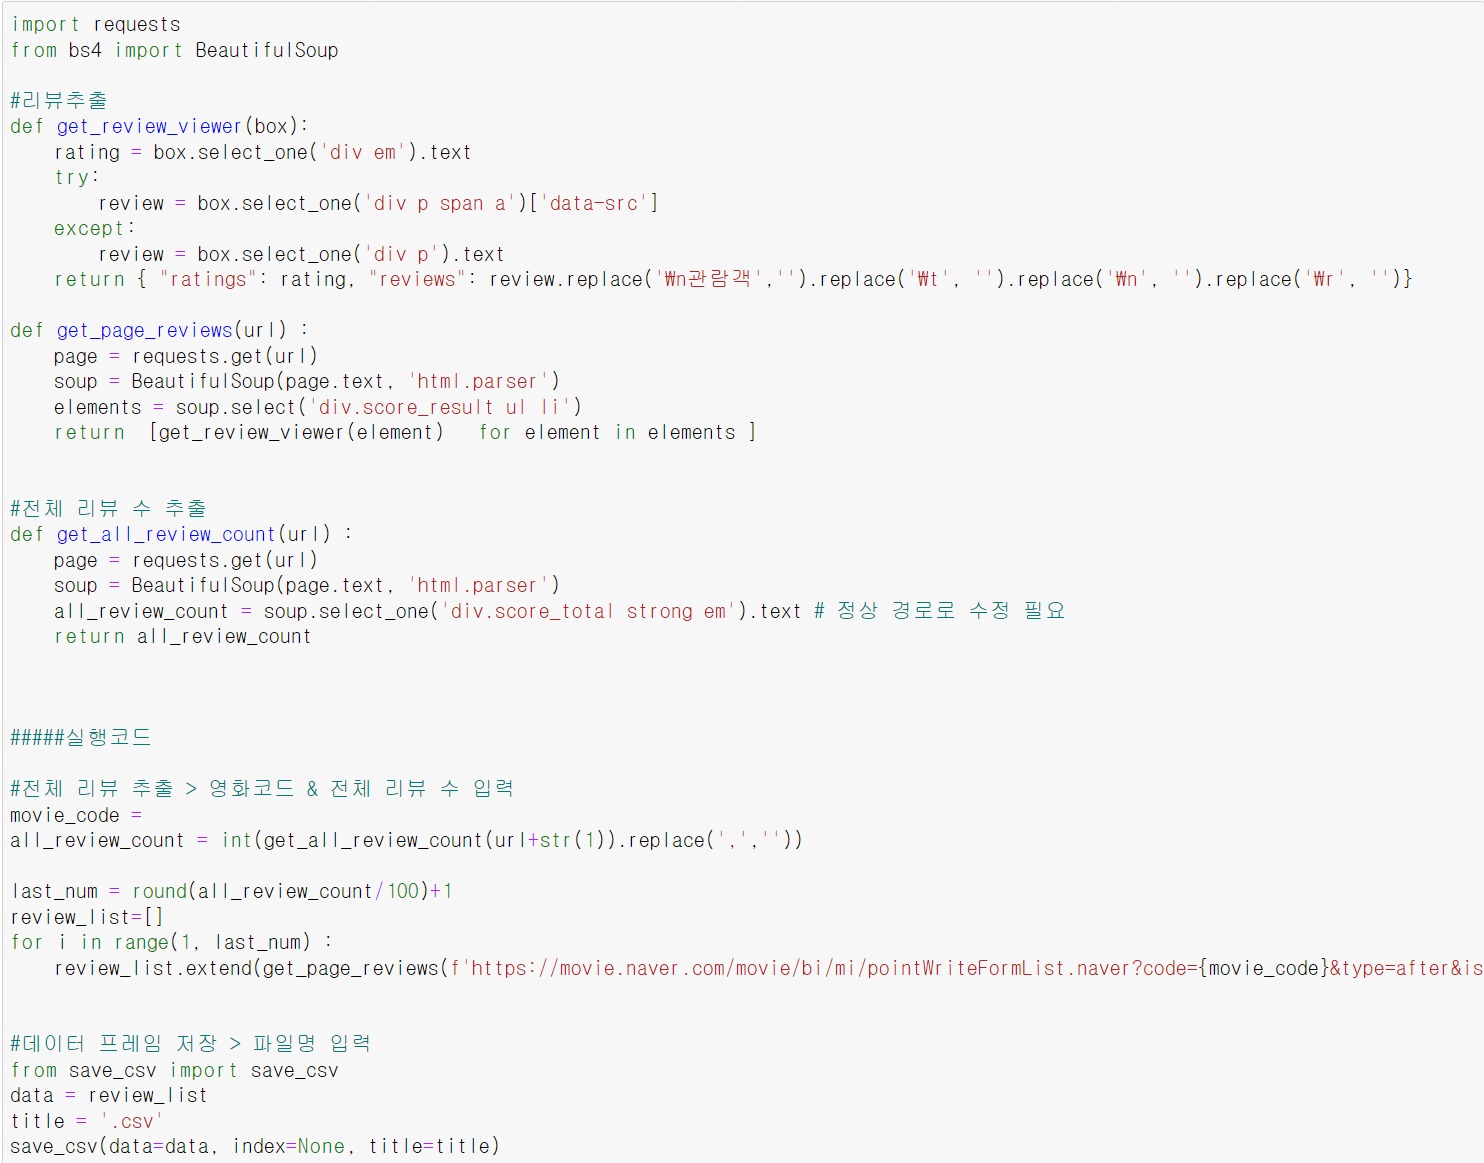 import requests
from bs4 import BeautifulSoup
#리뷰추출
def get_review_viewer(box):
    rating = box.select_one('div em').text
    try:
        review = box.select_one('div p span a')['data-src']
    except:
        review = box.select_one('div p').text
    return { "ratings": rating, "reviews": review.replace('₩n관람객','').replace('₩t', '').replace('₩n', '').replace('₩r', '')}
def get_page_reviews(url) :
    page = requests.get(url)
    soup = BeautifulSoup(page.text, 'html.parser')
    elements = soup.select('div.score_result ul li')
    return  [get_review_viewer(element)   for element in elements ]
#전체 리뷰 수 추출
def get_all_review_count(url) :
    page = requests.get(url)
    soup = BeautifulSoup(page.text, 'html.parser')
    all_review_count = soup.select_one('div.score_total strong em').text # 정상 경로로 수정 필요
    return all_review_count
#####실행코드
#전체 리뷰 추출 > 영화코드 & 전체 리뷰 수 입력
movie_code =
all_review_count = int(get_all_review_count(url+str(1)).replace(',',''))
last_num = round(all_review_count/100)+1
review_list=[]
for i in range(1, last_num) :
    review_list.extend(get_page_reviews(f'https://movie.naver.com/movie/bi/mi/pointWriteFormList.naver?code={movie_code}&type=after&is
#데이터 프레임 저장 > 파일명 입력
from save_csv import save_csv
data = review_list
title = '.csv'
save_csv(data=data, index=None, title=title)